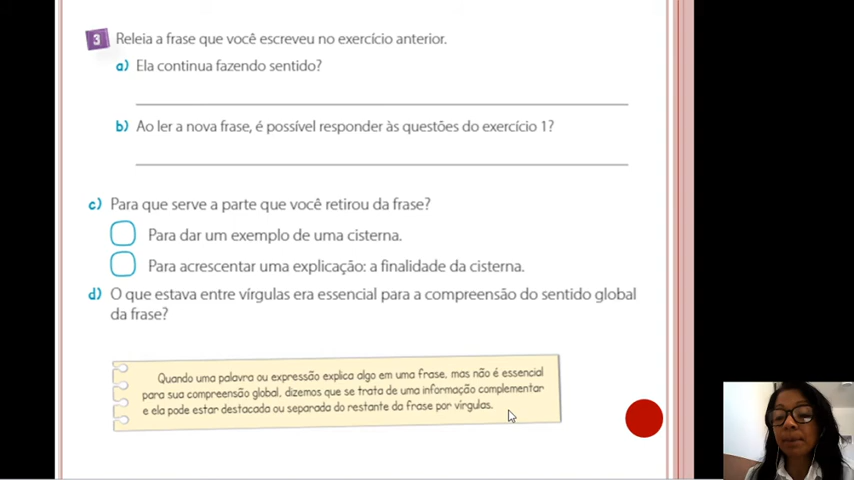 3 Releia a frase que você escreveu no exercício anterior.
a) Ela continua fazendo sentido?
b) Ao ler a nova frase, é possível responder às questões do exercício 1?
c) Para que serve a parte que você retirou da frase?
Para dar um exemplo de uma cisterna.
Para acrescentar uma explicação: a finalidade da cisterna.
d) O que estava entre vírgulas era essencial para a compreensão do sentido global
da frase?
Quando uma palavra ou expressão explica algo em uma frase, mas não é essencial
para sua compreensão global, dizemos que se trata de uma informação complementar
e ela pode estar destacada ou separada do restante da frase por vírgulas.